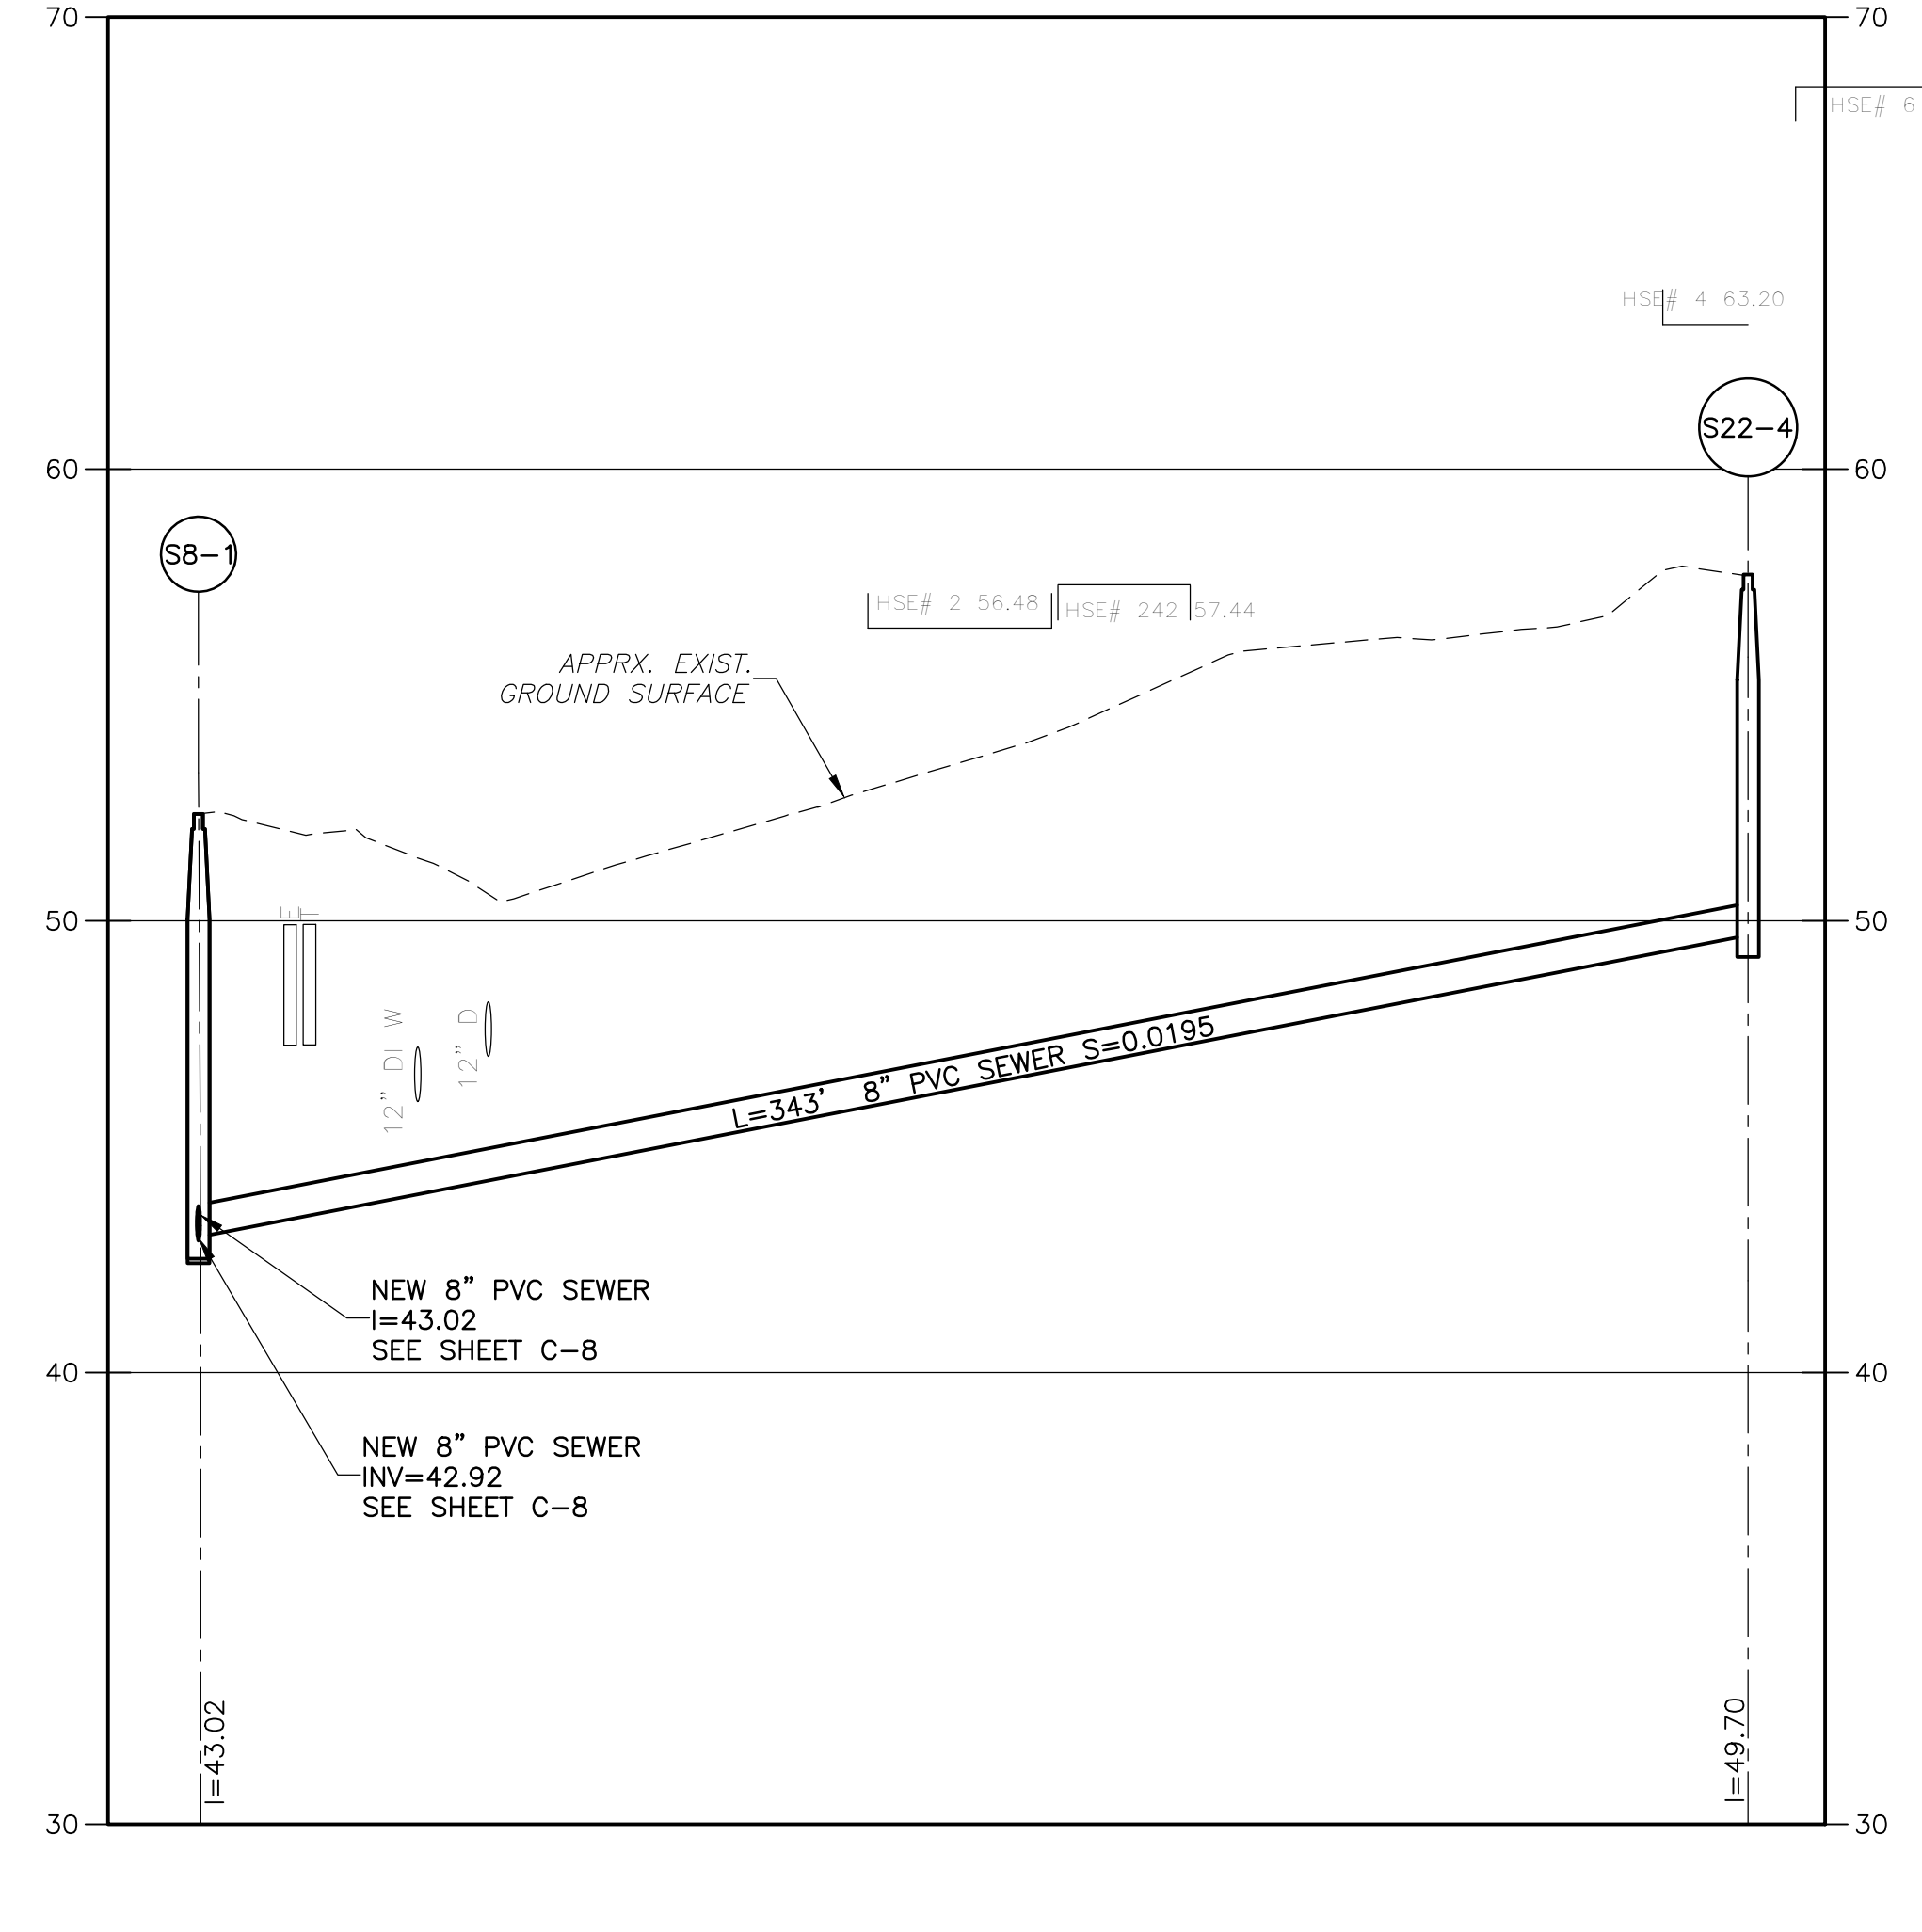 70
70
HSE# 6
HSE# 4 63.20
S22-4
60
60
S8-1
HSE# 2 56.48
HSE# 242 57.44
APPRX. EXIST.
GROUND SURFACE
E
T
50
50
12" DI W
12" D
L=343' 8" PVC SEWER S=0.0195
NEW 8" PVC SEWER
I=43.02
SEE SHEET C-8
40
40
NEW 8" PVC SEWER
INV=42.92
SEE SHEET C-8
I=43.02
I=49.70
30
30